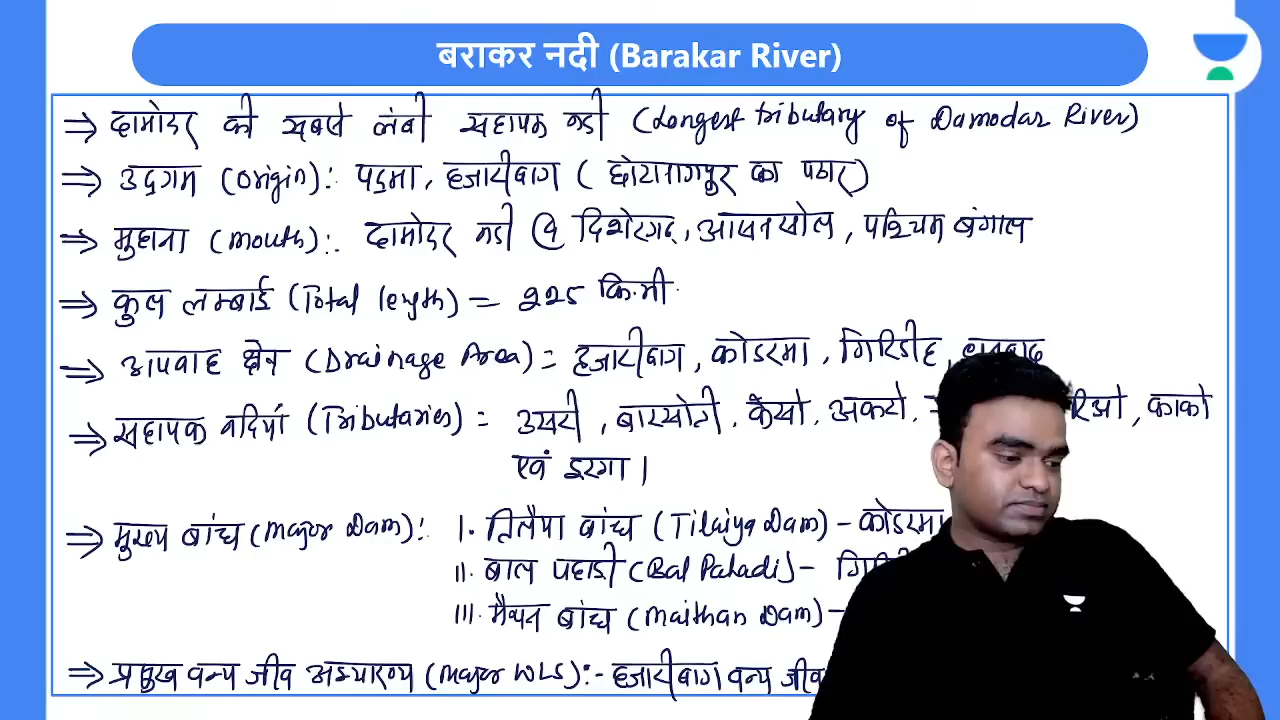 बराकर नदी (Barakar River)
⇒ दामोदर की सबसे लंबी सहायक नदी (Longest tributary of Damodar River)
⇒ उद्गम (Origin): पदमा, हजारीबाग (छोटानागपुर का पठार)
⇒ मुहाना (Mouth): दामोदर नदी @ दिशेरगढ़, आसनसोल, पश्चिम बंगाल
⇒ कुल लम्बाई (Total length) = 225 कि.मी.
⇒ अपवाह क्षेत्र (Drainage Area) = हजारीबाग, कोडरमा, गिरिडीह, धनबाद
⇒ सहायक नदियाँ (Tributaries) = उसरी, बारसोती, केसो, अकटो, काको
एवं इरगा।
⇒ मुख्य बांध (Major Dam): I. तिलैया बांध (Tilaiya Dam) - कोडरमा
II. बाल पहाडी (Bal Pahadi) -
III. मैथन बांध (Maithan Dam) -
⇒ प्रमुख वन्य जीव अभ्यारण्य (Major WLS) :- हजारीबाग वन्य जीव